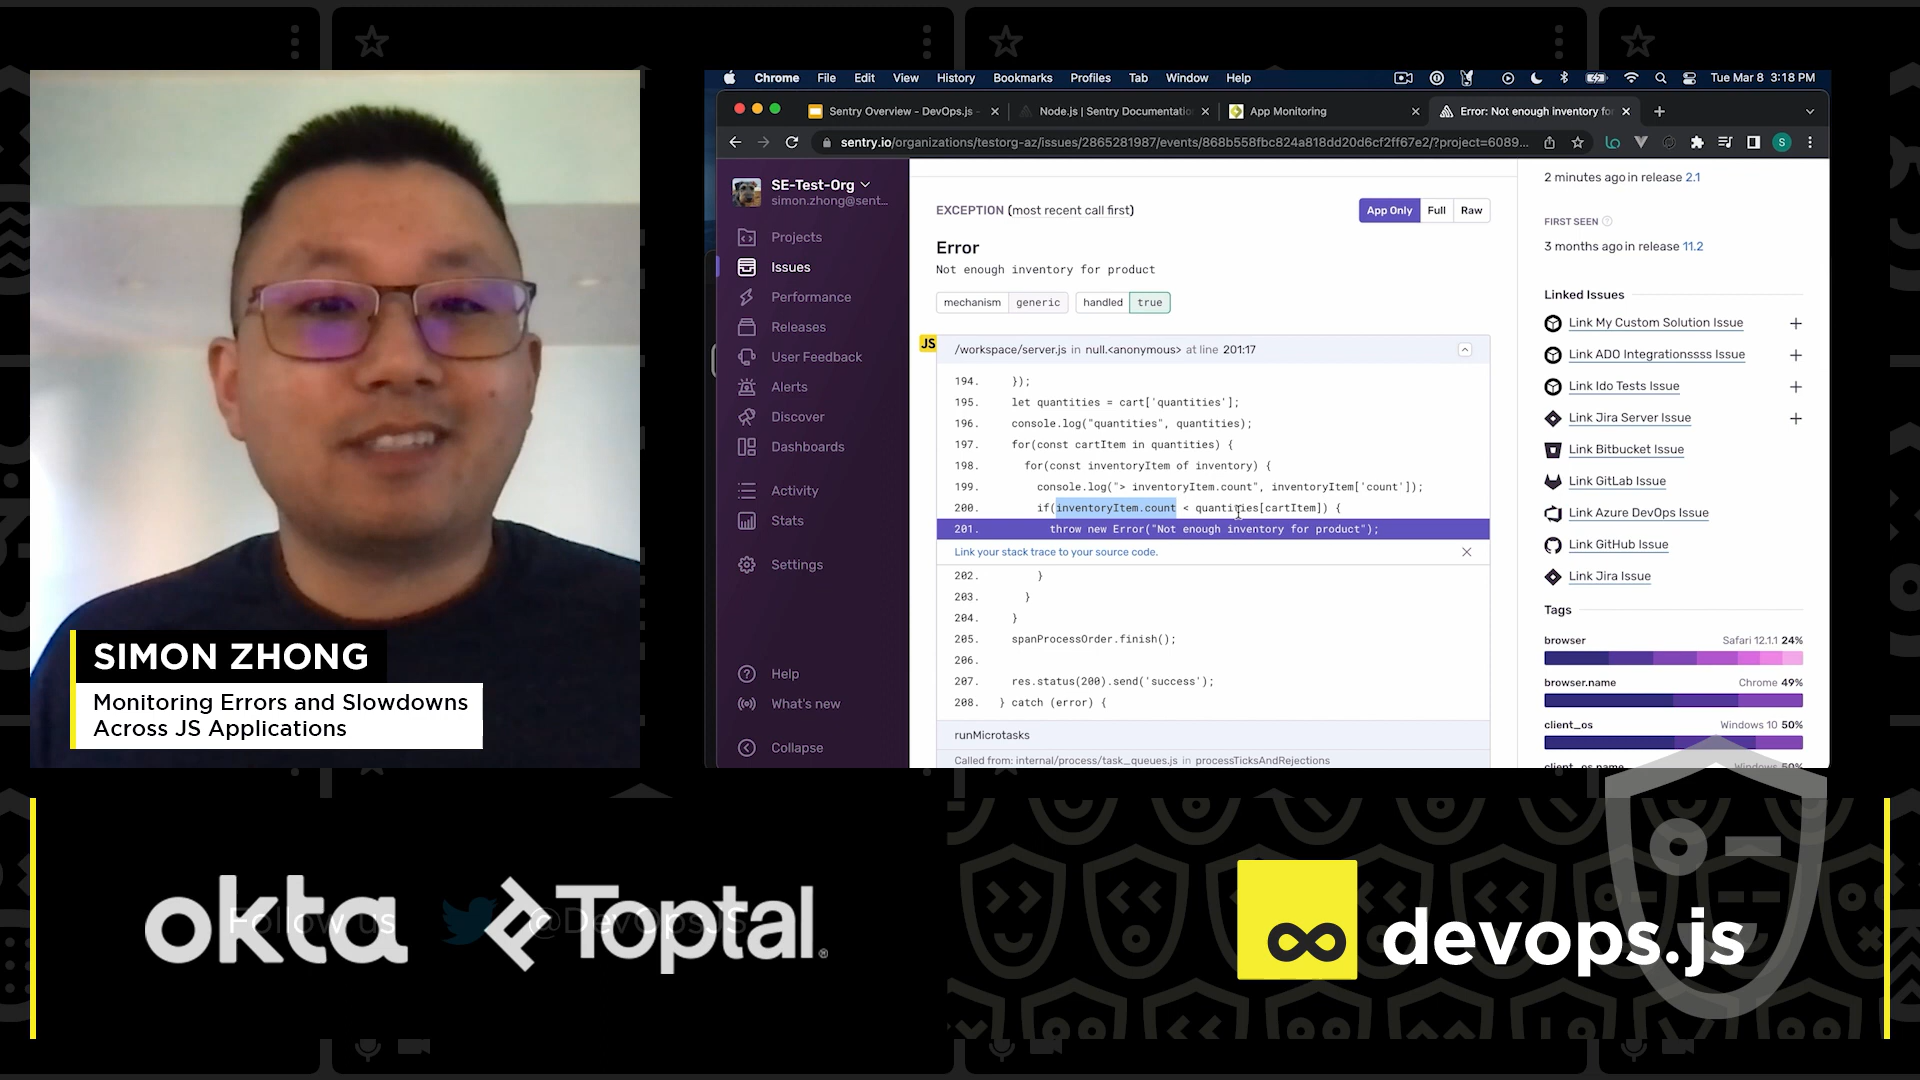 Chrome File Edit View History Bookmarks Profiles Tab Window Help Tue Mar 8 3:18 PM
Sentry Overview - DevOps.js - Node.js | Sentry Documentatio App Monitoring Error: Not enough inventory for
sentry.io/organizations/testorg-az/issues/2865281987/events/868b558fbc824a818dd20d6cf2ff67e2/?project=6089... S
SE-Test-Org
simon.zhong@sent...
Projects
Issues
Performance
Releases
User Feedback
Alerts
Discover
Dashboards
Activity
Stats
Settings
Help
What's new
Collapse
EXCEPTION (most recent call first)
App Only Full Raw
Error
Not enough inventory for product
mechanism generic handled true
JS
/workspace/server.js in null.<anonymous> at line 201:17
194. });
195. let quantities = cart['quantities'];
196. console.log("quantities", quantities);
197. for(const cartItem in quantities) {
198. for(const inventoryItem of inventory) {
199. console.log("> inventoryItem.count", inventoryItem['count']);
200. if(inventoryItem.count < quantities[cartItem]) {
201. throw new Error("Not enough inventory for product");
Link your stack trace to your source code.
202. }
203. }
204. }
205. spanProcessOrder.finish();
206.
207. res.status(200).send('success');
208. } catch (error) {
runMicrotasks
Called from: internal/process/task_queues.js in processTicksAndRejections
2 minutes ago in release 2.1
FIRST SEEN
3 months ago in release 11.2
Linked Issues
Link My Custom Solution Issue
Link ADO Integrationssss Issue
Link Ido Tests Issue
Link Jira Server Issue
Link Bitbucket Issue
Link GitLab Issue
Link Azure DevOps Issue
Link GitHub Issue
Link Jira Issue
Tags
browser Safari 12.1.1 24%
browser.name Chrome 49%
client_os Windows 10 50%
client_os.name Windows 50%
SIMON ZHONG
Monitoring Errors and Slowdowns
Across JS Applications
okta Toptal
Follow us @DevOpsJS
devops.js